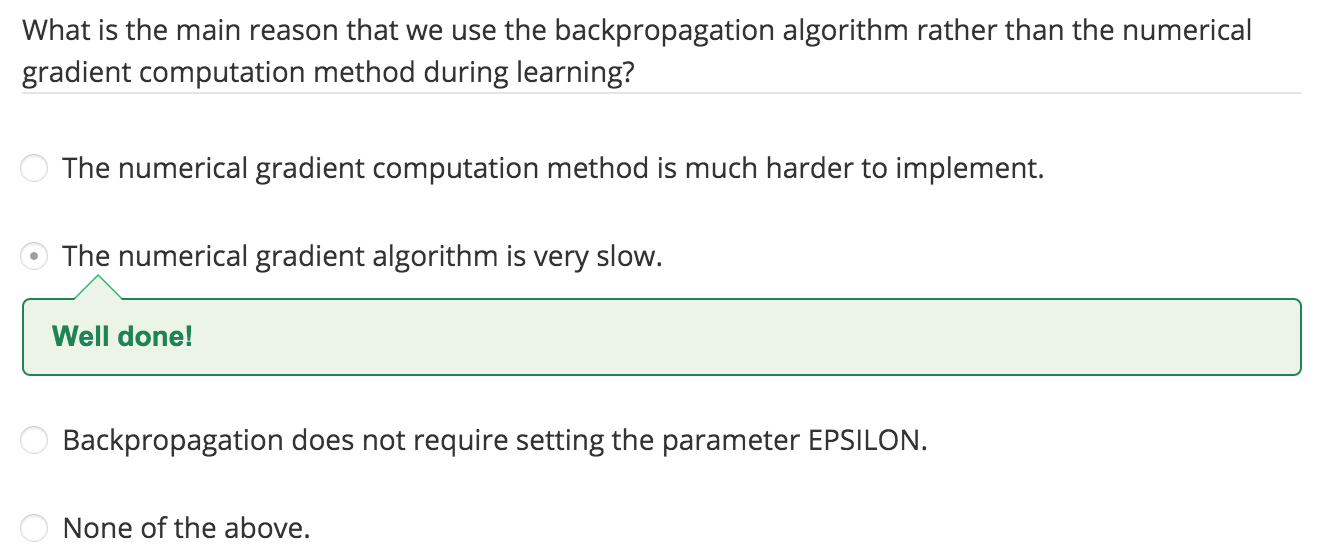 What is the main reason that we use the backpropagation algorithm rather than the numerical
gradient computation method during learning?
The numerical gradient computation method is much harder to implement.
The numerical gradient algorithm is very slow.
Well done!
Backpropagation does not require setting the parameter EPSILON.
None of the above.